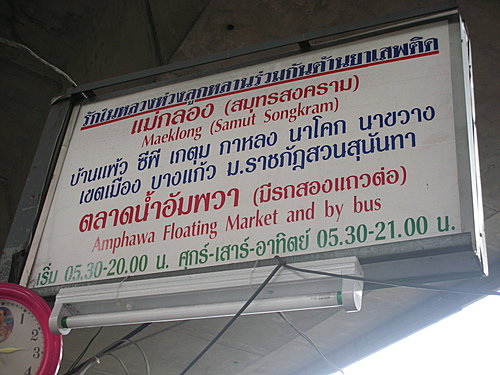 รักในหลวงห่วงลูกหลานร่วมกันต้านยาเสพติด
แม่กลอง (สมุทรสงคราม)
Maeklong (Samut Songkram)
บ้านแพ้ว ซีพี เกตุม กาหลง นาโคก นาขวาง
เขตเมือง บางแก้ว ม.ราชภัฏสวนสุนันทา
ตลาดน้ำอัมพวา (มีรถสองแถวต่อ)
Amphawa Floating Market and by bus
เริ่ม 05.30-20.00 น. ศุกร์-เสาร์-อาทิตย์ 05.30-21.00 น.
1
2
3
4